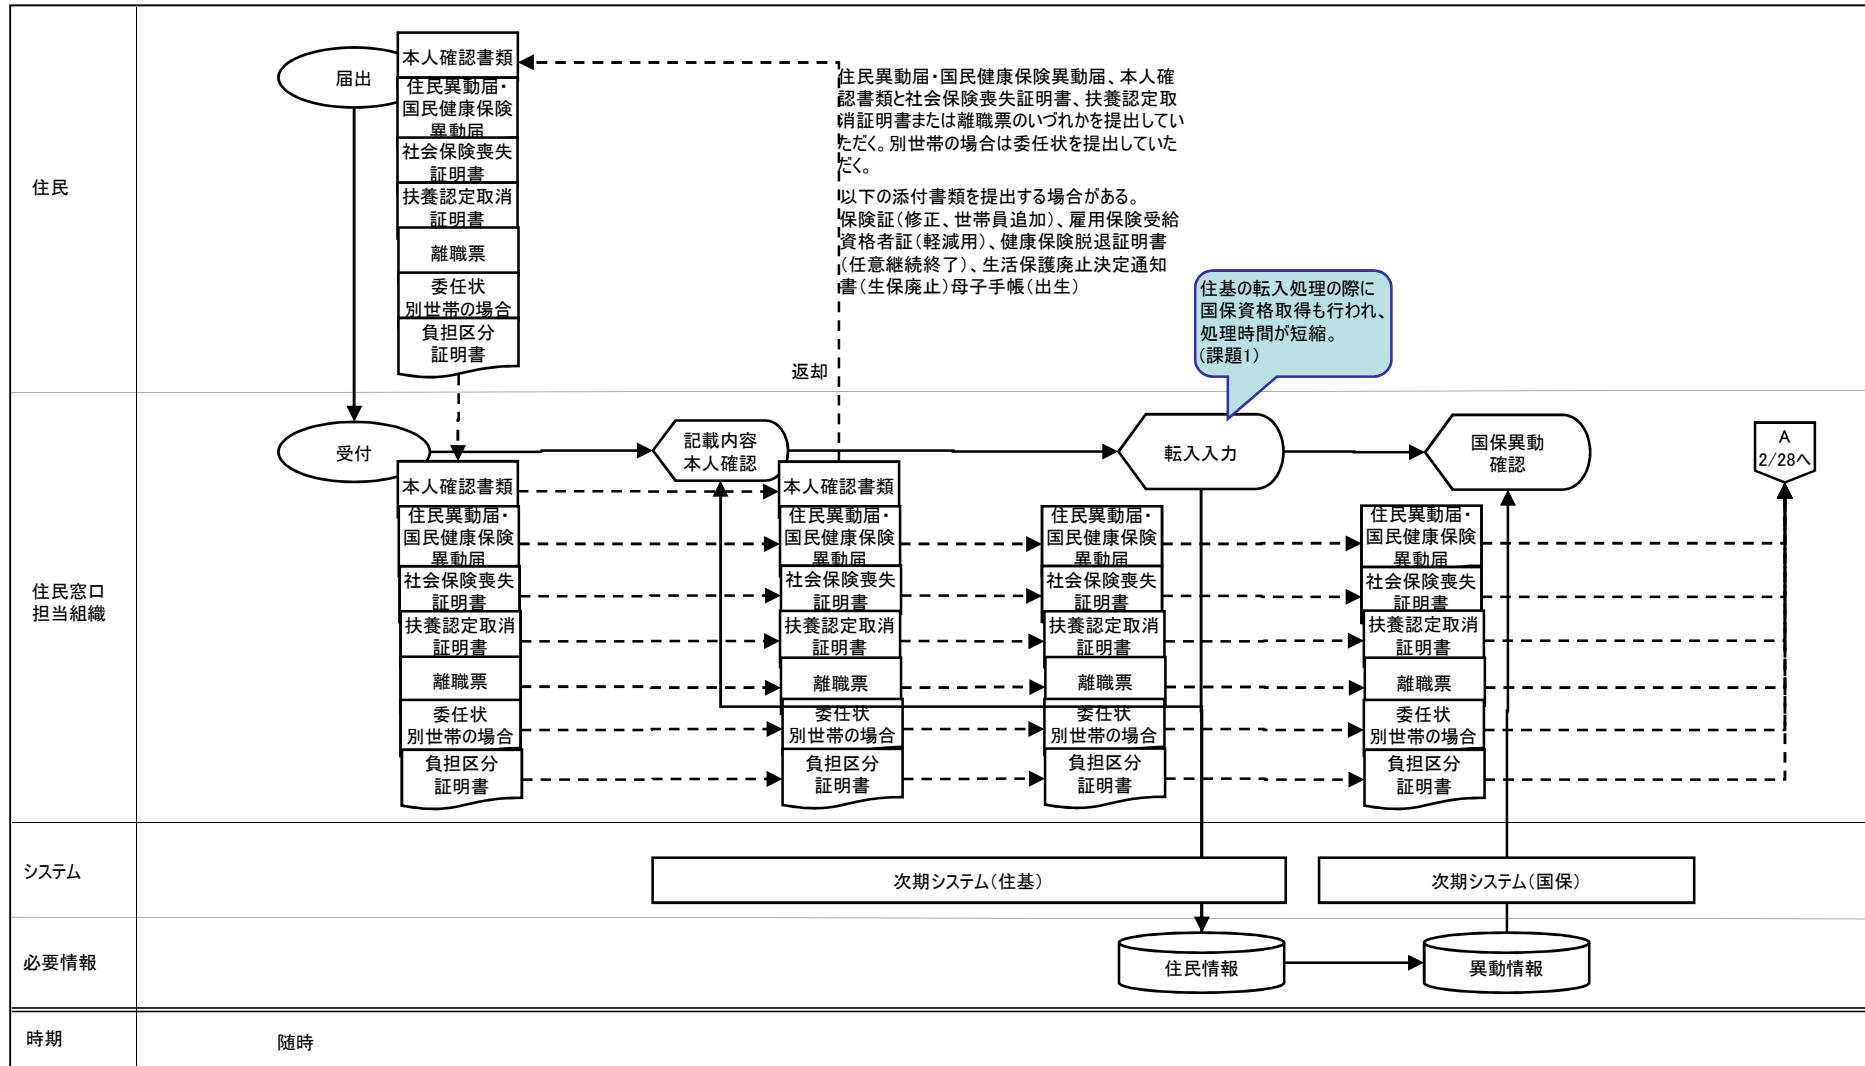 住民
届出
本人確認書類
住民異動届・
国民健康保険
異動届
社会保険喪失
証明書
扶養認定取消
証明書
離職票
委任状
別世帯の場合
負担区分
証明書
住民異動届・国民健康保険異動届、本人確
認書類と社会保険喪失証明書、扶養認定取
消証明書または離職票のいづれかを提出してい
ただく。別世帯の場合は委任状を提出していた
だく。
以下の添付書類を提出する場合がある。
保険証（修正、世帯員追加）、雇用保険受給
資格者証（軽減用）、健康保険脱退証明書
（任意継続終了）、生活保護廃止決定通知
書（生保廃止）母子手帳（出生）
返却
住基の転入処理の際に
国保資格取得も行われ、
処理時間が短縮。
（課題1）
住民窓口
担当組織
受付
記載内容
本人確認
転入入力
国保異動
確認
A
2/28へ
本人確認書類
住民異動届・
国民健康保険
異動届
社会保険喪失
証明書
扶養認定取消
証明書
離職票
委任状
別世帯の場合
負担区分
証明書
本人確認書類
住民異動届・
国民健康保険
異動届
社会保険喪失
証明書
扶養認定取消
証明書
離職票
委任状
別世帯の場合
負担区分
証明書
住民異動届・
国民健康保険
異動届
社会保険喪失
証明書
扶養認定取消
証明書
離職票
委任状
別世帯の場合
負担区分
証明書
住民異動届・
国民健康保険
異動届
社会保険喪失
証明書
扶養認定取消
証明書
離職票
委任状
別世帯の場合
負担区分
証明書
システム
次期システム（住基）
次期システム（国保）
必要情報
住民情報
異動情報
時期
随時